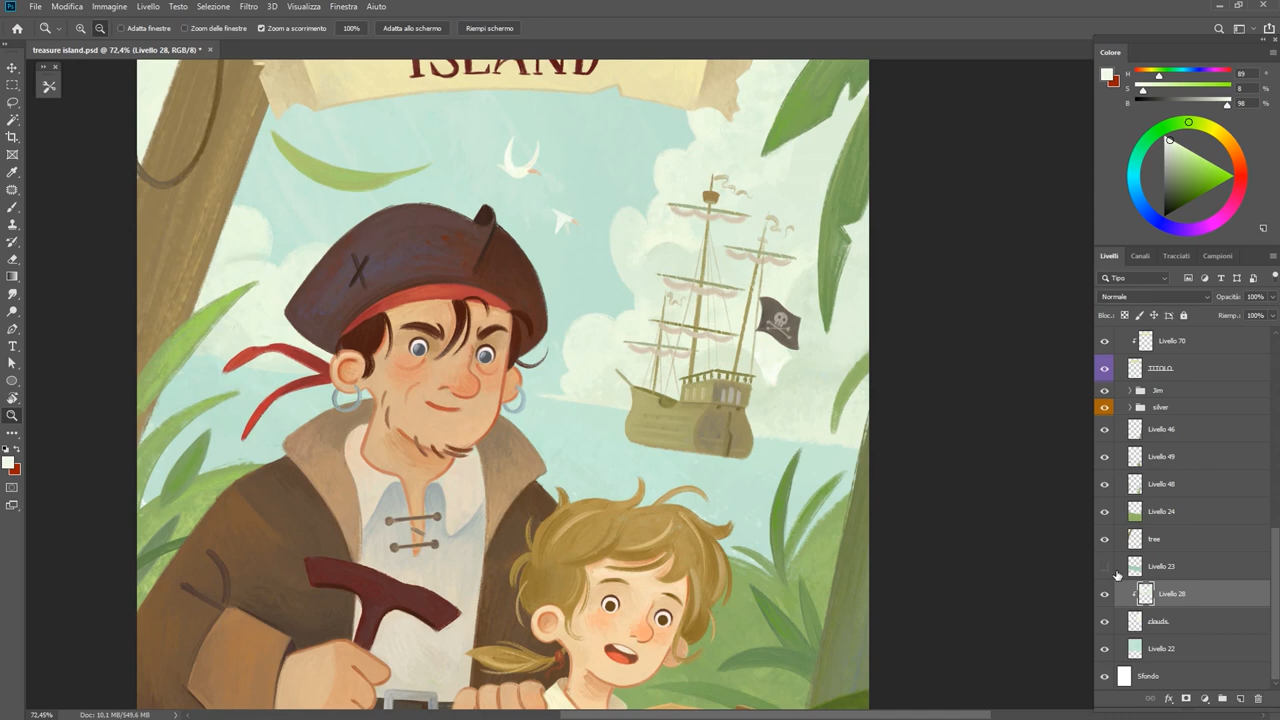 Ps File Modifica Immagine Livello Testo Selezione Filtro 3D Visualizza Finestra Aiuto
Adatta finestra Zoom delle finestre Zoom a scorrimento 100% Adatta allo schermo Riempi schermo
treasure island.psd @ 72,4% (Livello 28, RGB/8) *
ISLAND
Colore
H 89 °
S 8 %
B 98 %
Livelli Canali Tracciati Campioni
Tipo
Normale Opacità: 100%
Bloc.: Riemp.: 100%
Livello 70
TITOLO
Jim
silver
Livello 46
Livello 49
Livello 48
Livello 24
tree
Livello 23
Livello 28
clouds
Livello 22
Sfondo
fx
72,45% Doc: 10,1 MB/549,6 MB